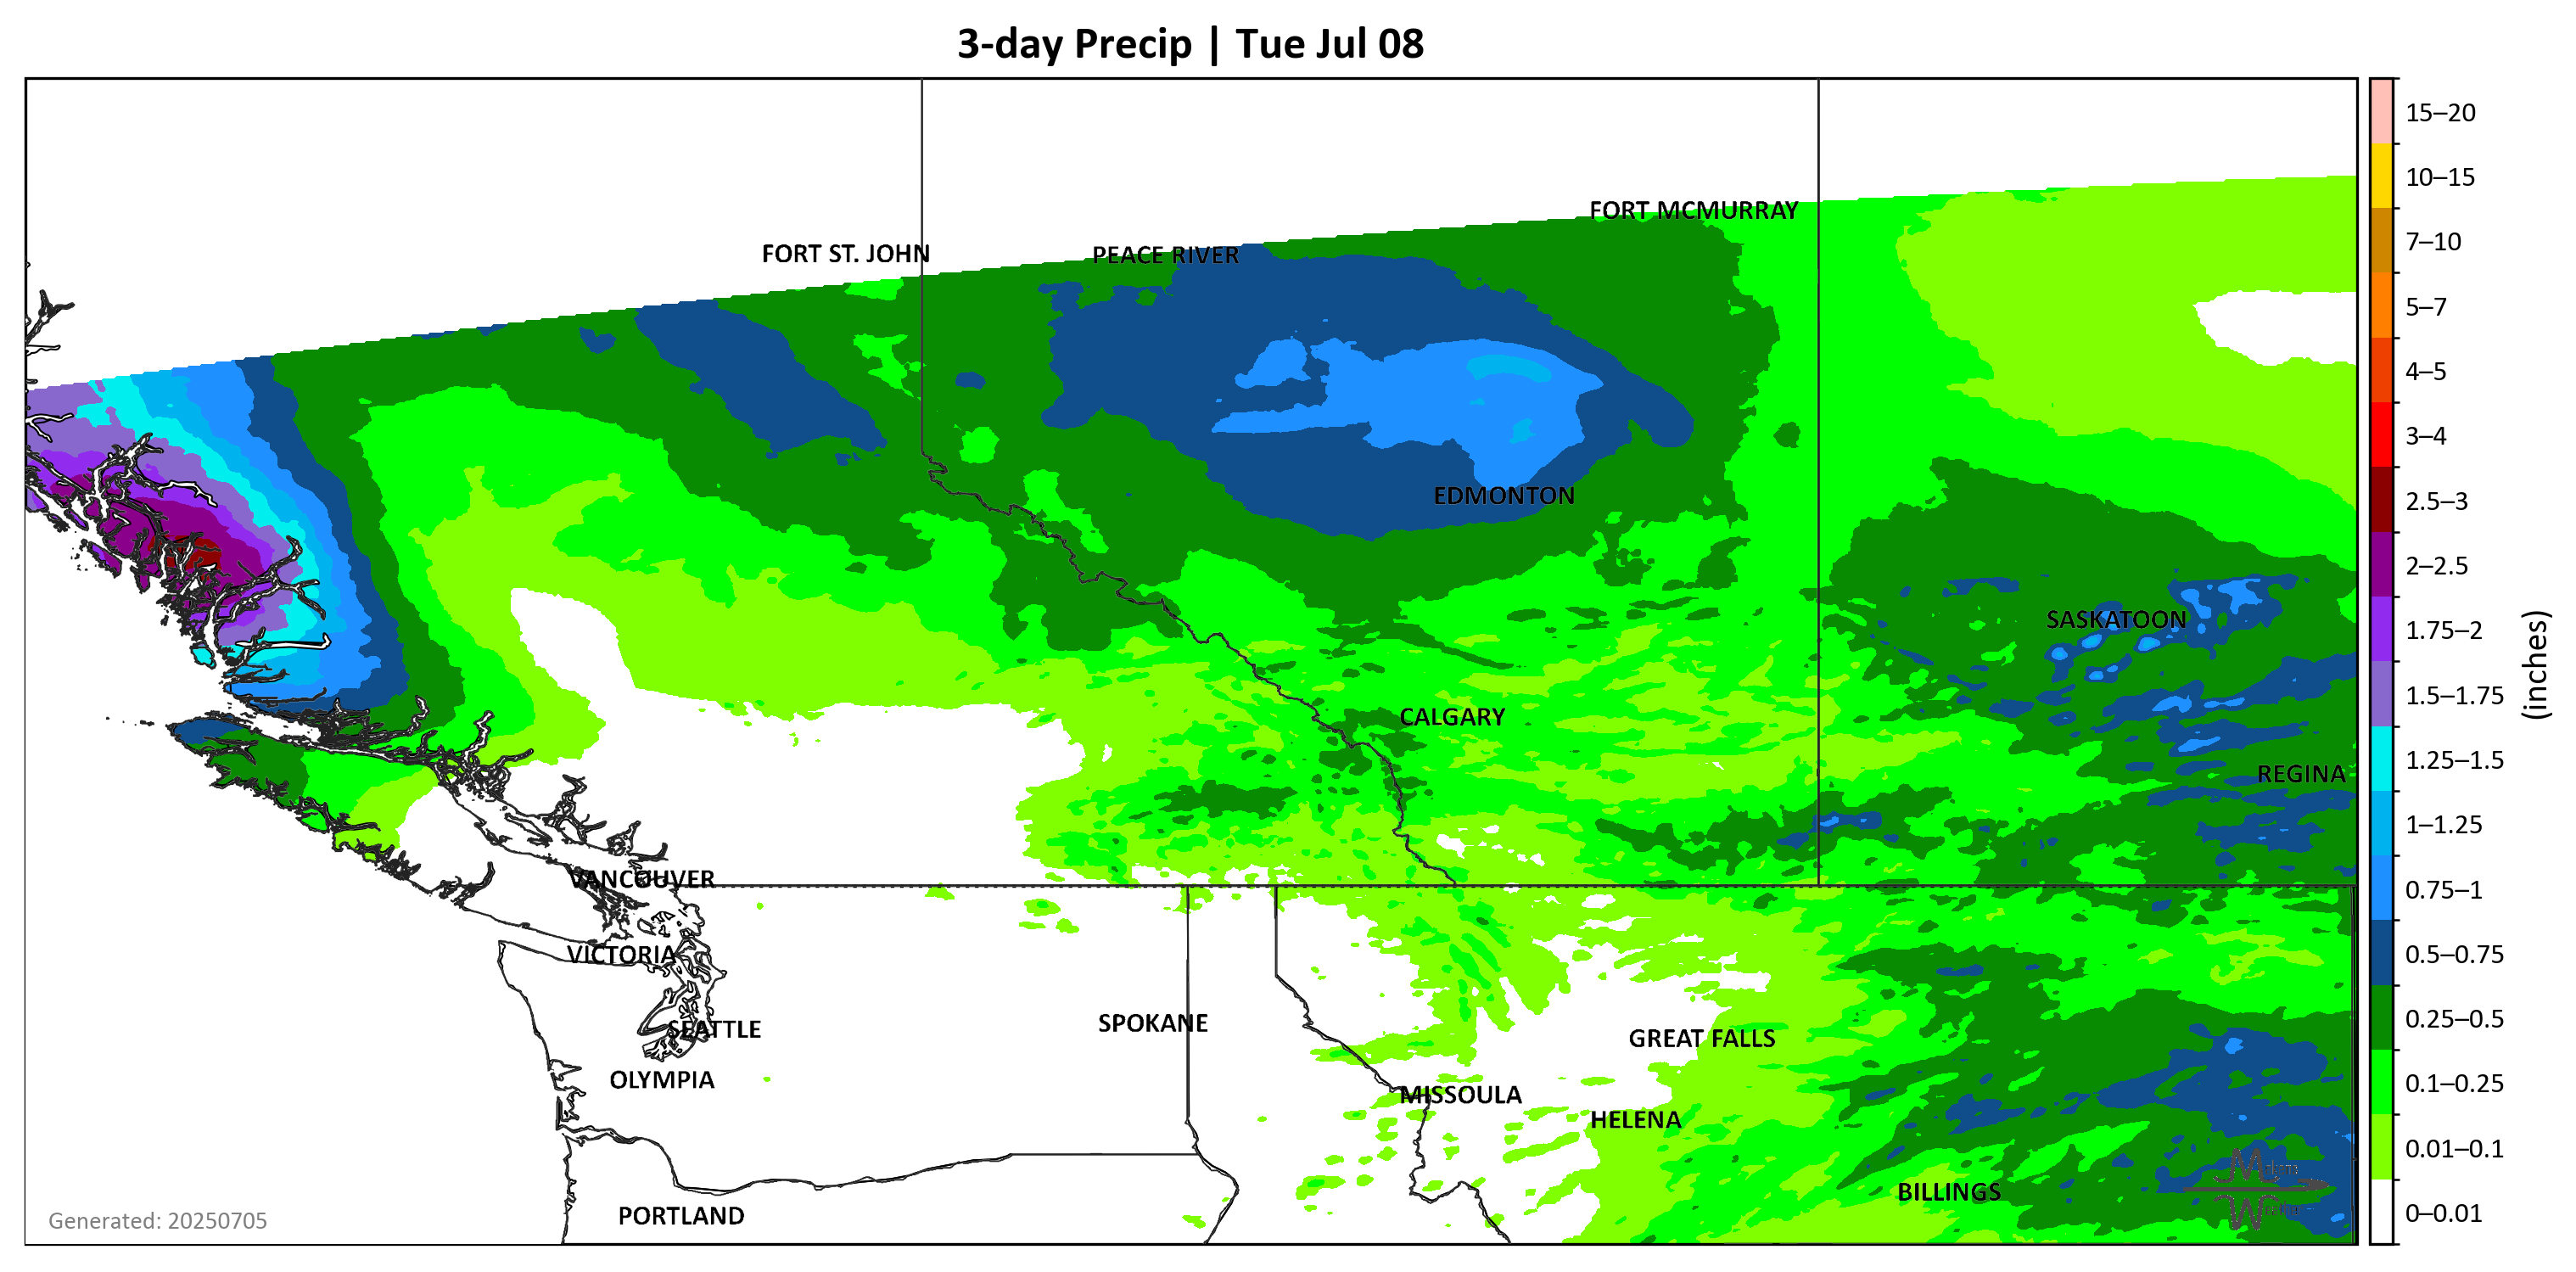 3-day Precip | Tue Jul 08
15–20
10–15
FORT MCMURRAY
7–10
FORT ST. JOHN
PEACE RIVER
5–7
4–5
3–4
EDMONTON
2.5–3
2–2.5
SASKATOON
1.75–2
(inches)
1.5–1.75
CALGARY
1.25–1.5
REGINA
1–1.25
VANCOUVER
0.75–1
VICTORIA
0.5–0.75
SPOKANE
0.25–0.5
SEATTLE
GREAT FALLS
OLYMPIA
0.1–0.25
MISSOULA
HELENA
0.01–0.1
BILLINGS
PORTLAND
0–0.01
Generated: 20250705